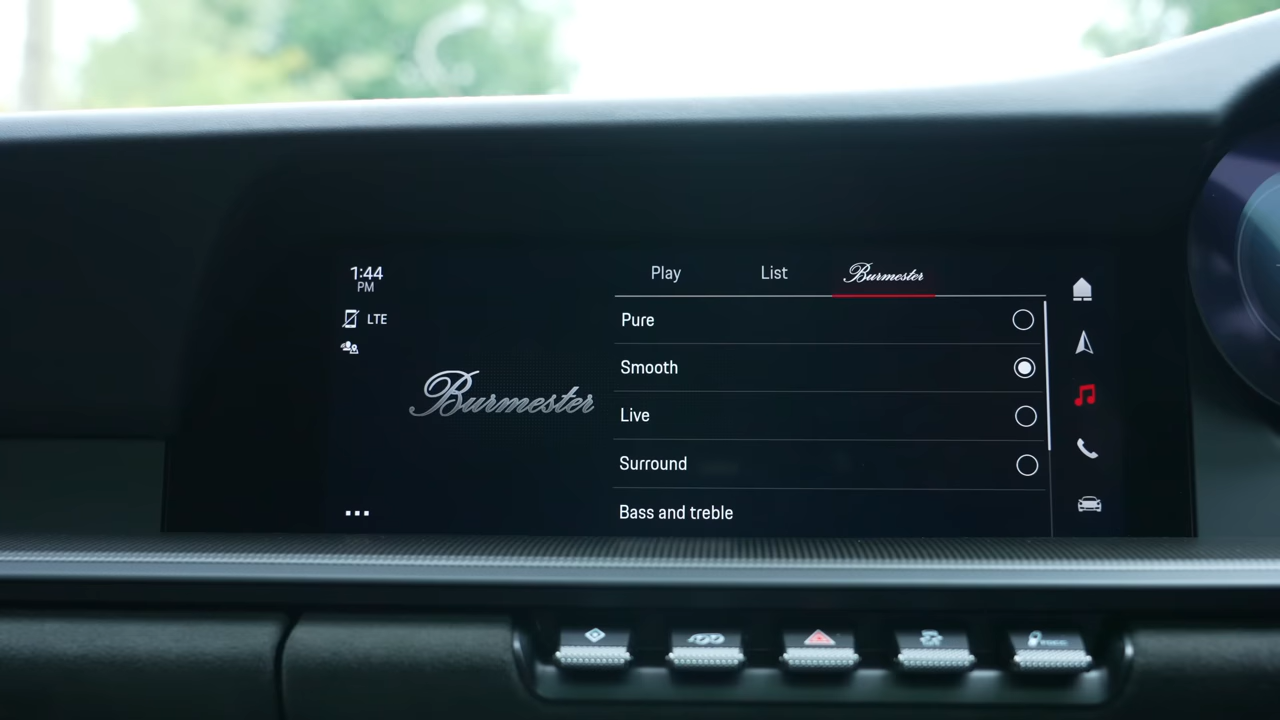 1:44
PM
LTE
Burmester
Play
List
Burmester
Pure
Smooth
Live
Surround
Bass and treble